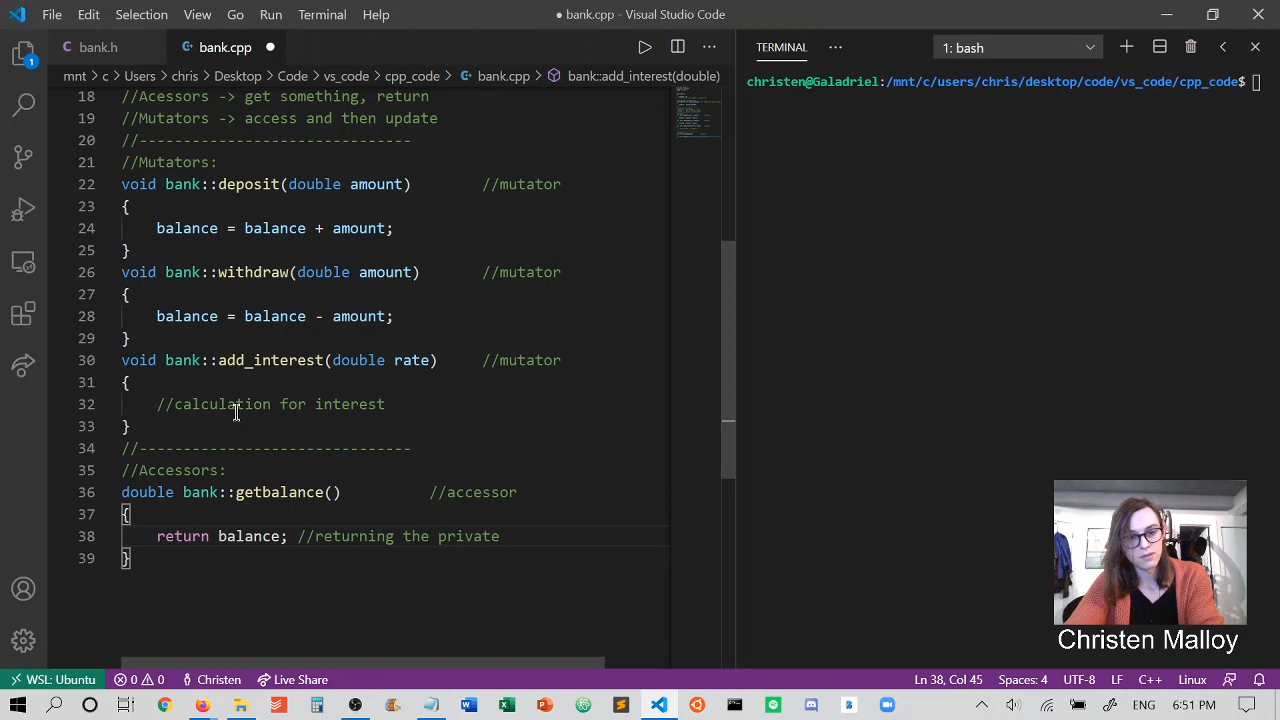 File Edit Selection View Go Run Terminal Help
● bank.cpp - Visual Studio Code
bank.h
bank.cpp ●
TERMINAL
1: bash
mnt > c > Users > chris > Desktop > Code > vs_code > cpp_code > bank.cpp > bank::add_interest(double)
18 //Acessors -> get something, return
19 //Mutators -> access and then update
20 //-------------------------------
21 //Mutators:
22 void bank::deposit(double amount) //mutator
23 {
24 balance = balance + amount;
25 }
26 void bank::withdraw(double amount) //mutator
27 {
28 balance = balance - amount;
29 }
30 void bank::add_interest(double rate) //mutator
31 {
32 //calculation for interest
33 }
34 //-------------------------------
35 //Accessors:
36 double bank::getbalance() //accessor
37 {
38 return balance; //returning the private
39 }
christen@Galadriel:/mnt/c/users/chris/desktop/code/vs_code/cpp_code$
1
Christen Malloy
WSL: Ubuntu 0 0 Christen Live Share Ln 38, Col 45 Spaces: 4 UTF-8 LF C++ Linux
6:51 PM